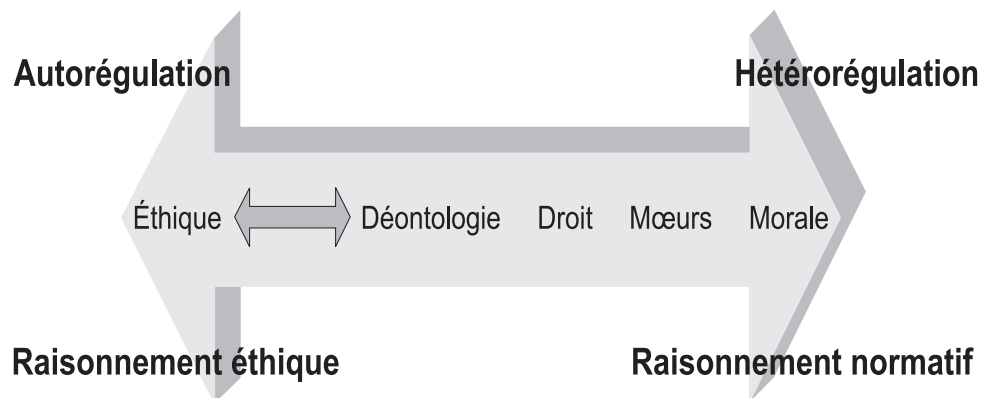 Autorégulation Hétérorégulation
Éthique Déontologie Droit Mœurs Morale
Raisonnement éthique Raisonnement normatif